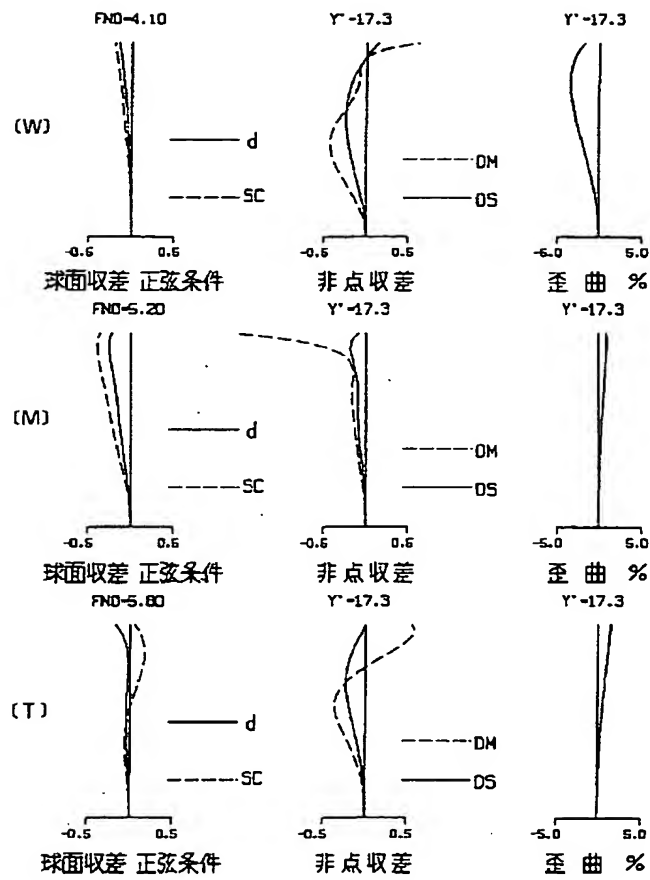 FNO-4.10 Y'-17.3 Y'-17.3
(W)
d
DM
SC
DS
-0.5 0.5 0.5 -5.0 5.0
球面収差 正弦条件 非点収差 歪曲 %
FNO-5.20 Y'-17.3 Y'-17.3
(M)
d
DM
SC
DS
-0.5 0.5 -0.5 0.5 -5.0 5.0
球面収差 正弦条件 非点収差 歪曲 %
FNO-5.80 Y'-17.3 Y'-17.3
(T)
d
DM
SC
DS
-0.5 0.5 -0.5 0.5 -5.0 5.0
球面収差 正弦条件 非点収差 歪曲 %